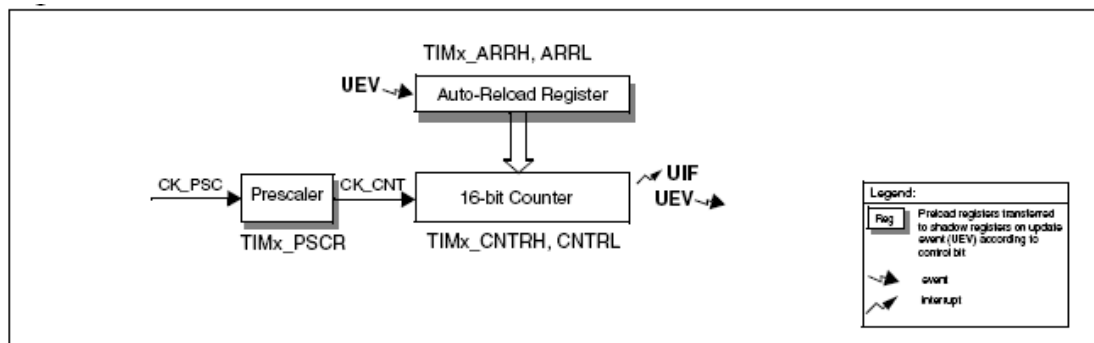 TIMx_ARRH, ARRL
UEV
Auto-Reload Register
CK_PSC
Prescaler
CK_CNT
16-bit Counter
UIF
UEV
TIMx_PSCR
TIMx_CNTRH, CNTRL
Legend:
Reg
Preload registers transferred
to shadow registers on update
event (UEV) according to
control bit
event
interrupt